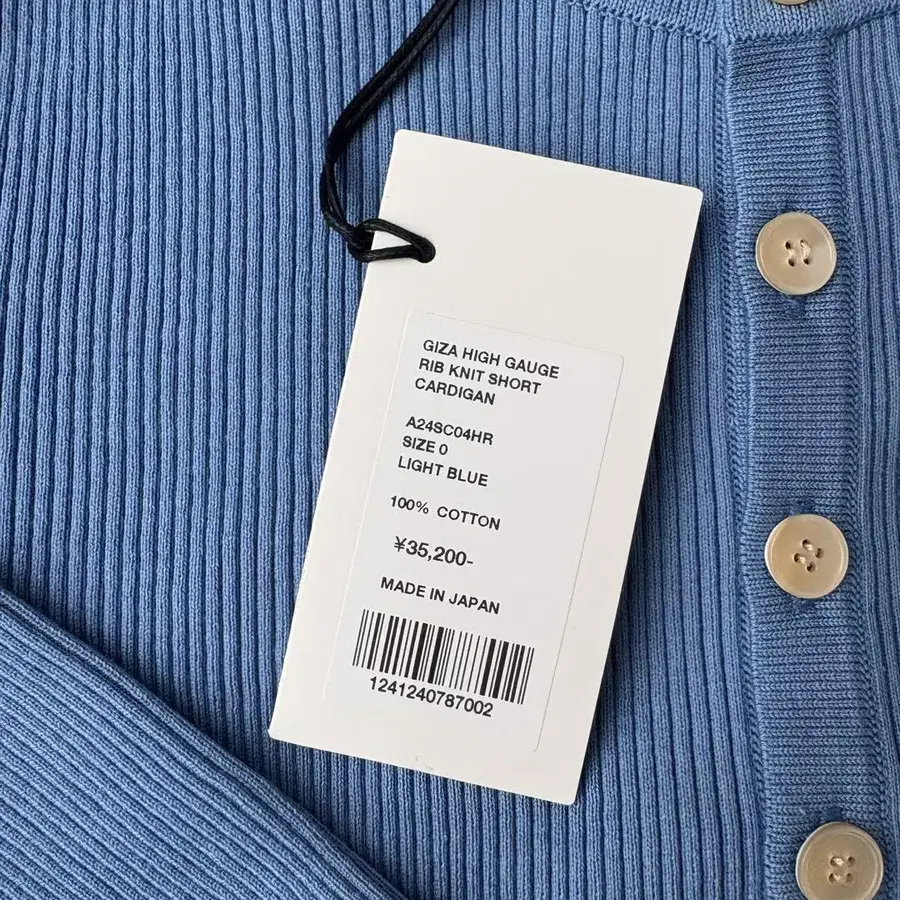 GIZA HIGH GAUGE
RIB KNIT SHORT
CARDIGAN
A24SC04HR
SIZE 0
LIGHT BLUE
100% COTTON
¥35,200-
MADE IN JAPAN
1241240787002